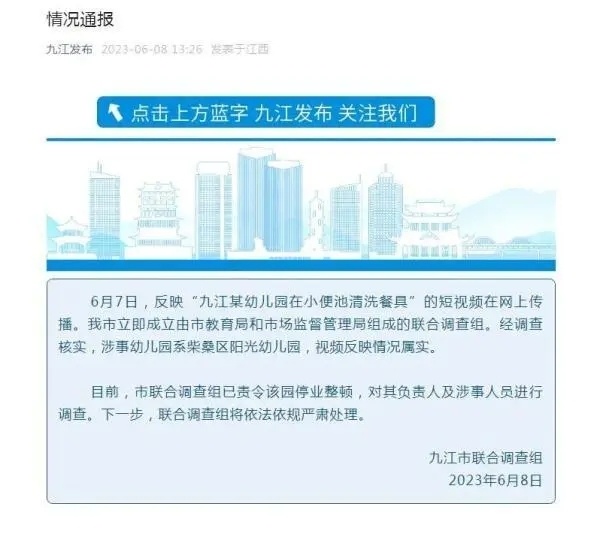 情况通报
九江发布 2023-06-08 13:26 发表于江西
点击上方蓝字 九江发布 关注我们
6月7日，反映“九江某幼儿园在小便池清洗餐具”的短视频在网上传
播。我市立即成立由市教育局和市场监督管理局组成的联合调查组。经调查
核实，涉事幼儿园系柴桑区阳光幼儿园，视频反映情况属实。
目前，市联合调查组已责令该园停业整顿，对其负责人及涉事人员进行
调查。下一步，联合调查组将依法依规严肃处理。
九江市联合调查组
2023年6月8日